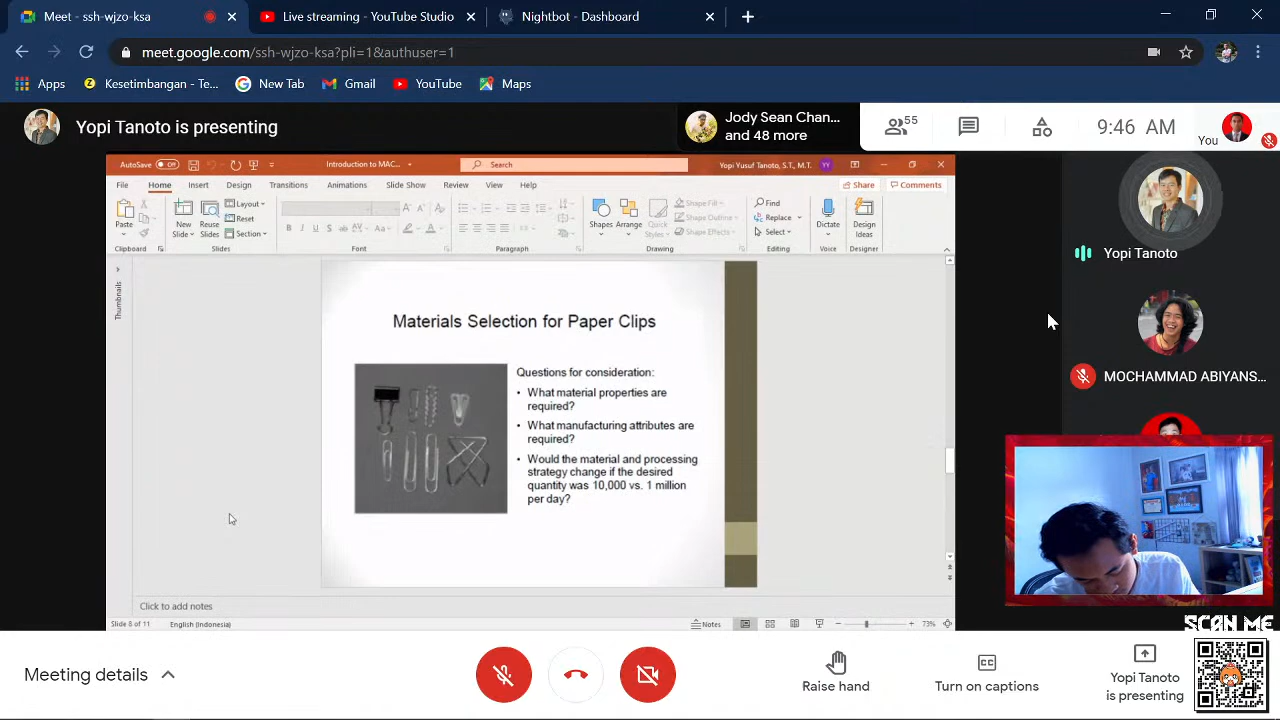 Meet - ssh-wjzo-ksa
Live streaming - YouTube Studio
Nightbot - Dashboard
meet.google.com/ssh-wjzo-ksa?pli=1&authuser=1
Apps
Kesetimbangan - Te...
New Tab
Gmail
YouTube
Maps
Yopi Tanoto is presenting
Jody Sean Chan...
and 48 more
55
9:46 AM
You
AutoSave Off
Introduction to MAC...
Search
Yopi Yusuf Tanoto, S.T., M.T.
YY
File Home Insert Design Transitions Animations Slide Show Review View Help
Share
Comments
Paste
New Slide
Reuse Slides
Layout
Reset
Section
Shapes
Arrange
Quick Styles
Shape Fill
Shape Outline
Shape Effects
Find
Replace
Select
Dictate
Design Ideas
Clipboard
Slides
Font
Paragraph
Drawing
Editing
Voice
Designer
Thumbnails
Materials Selection for Paper Clips
Questions for consideration:
• What material properties are
required?
• What manufacturing attributes are
required?
• Would the material and processing
strategy change if the desired
quantity was 10,000 vs. 1 million
per day?
Click to add notes
Slide 8 of 11
English (Indonesia)
Notes
73%
Yopi Tanoto
MOCHAMMAD ABIYANS...
SCAN ME
Meeting details
Raise hand
Turn on captions
Yopi Tanoto
is presenting